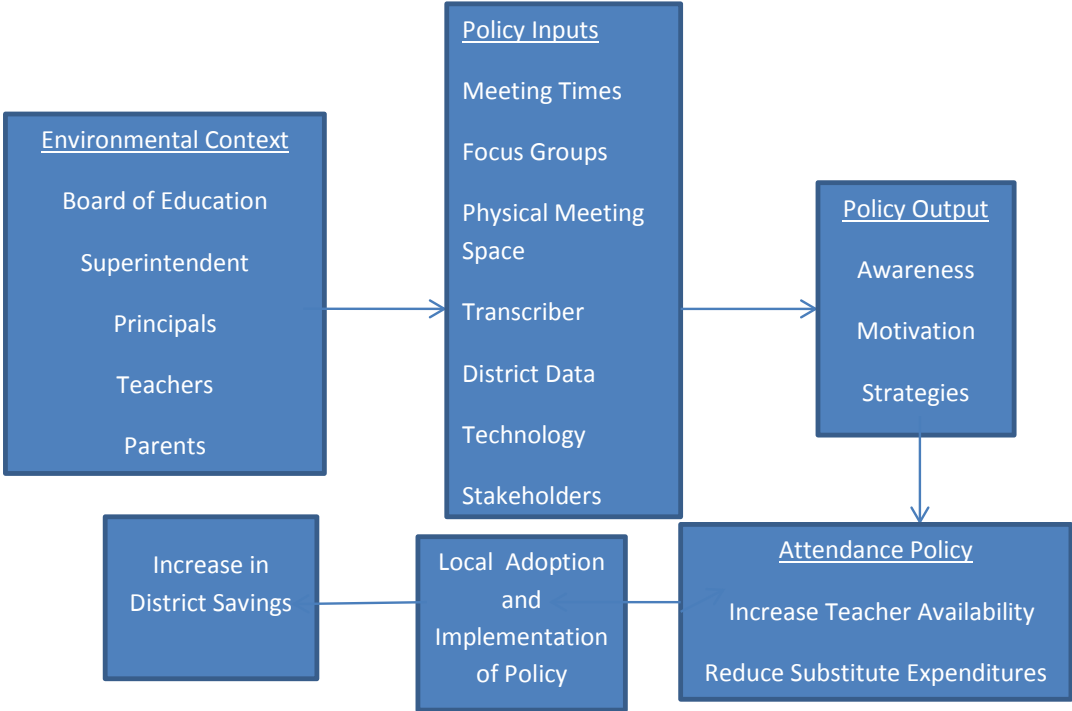 Environmental Context
Board of Education
Superintendent
Principals
Teachers
Parents
Policy Inputs
Meeting Times
Focus Groups
Physical Meeting
Space
Transcriber
District Data
Technology
Stakeholders
Policy Output
Awareness
Motivation
Strategies
Attendance Policy
Increase Teacher Availability
Reduce Substitute Expenditures
Local Adoption
and
Implementation
of Policy
Increase in
District Savings